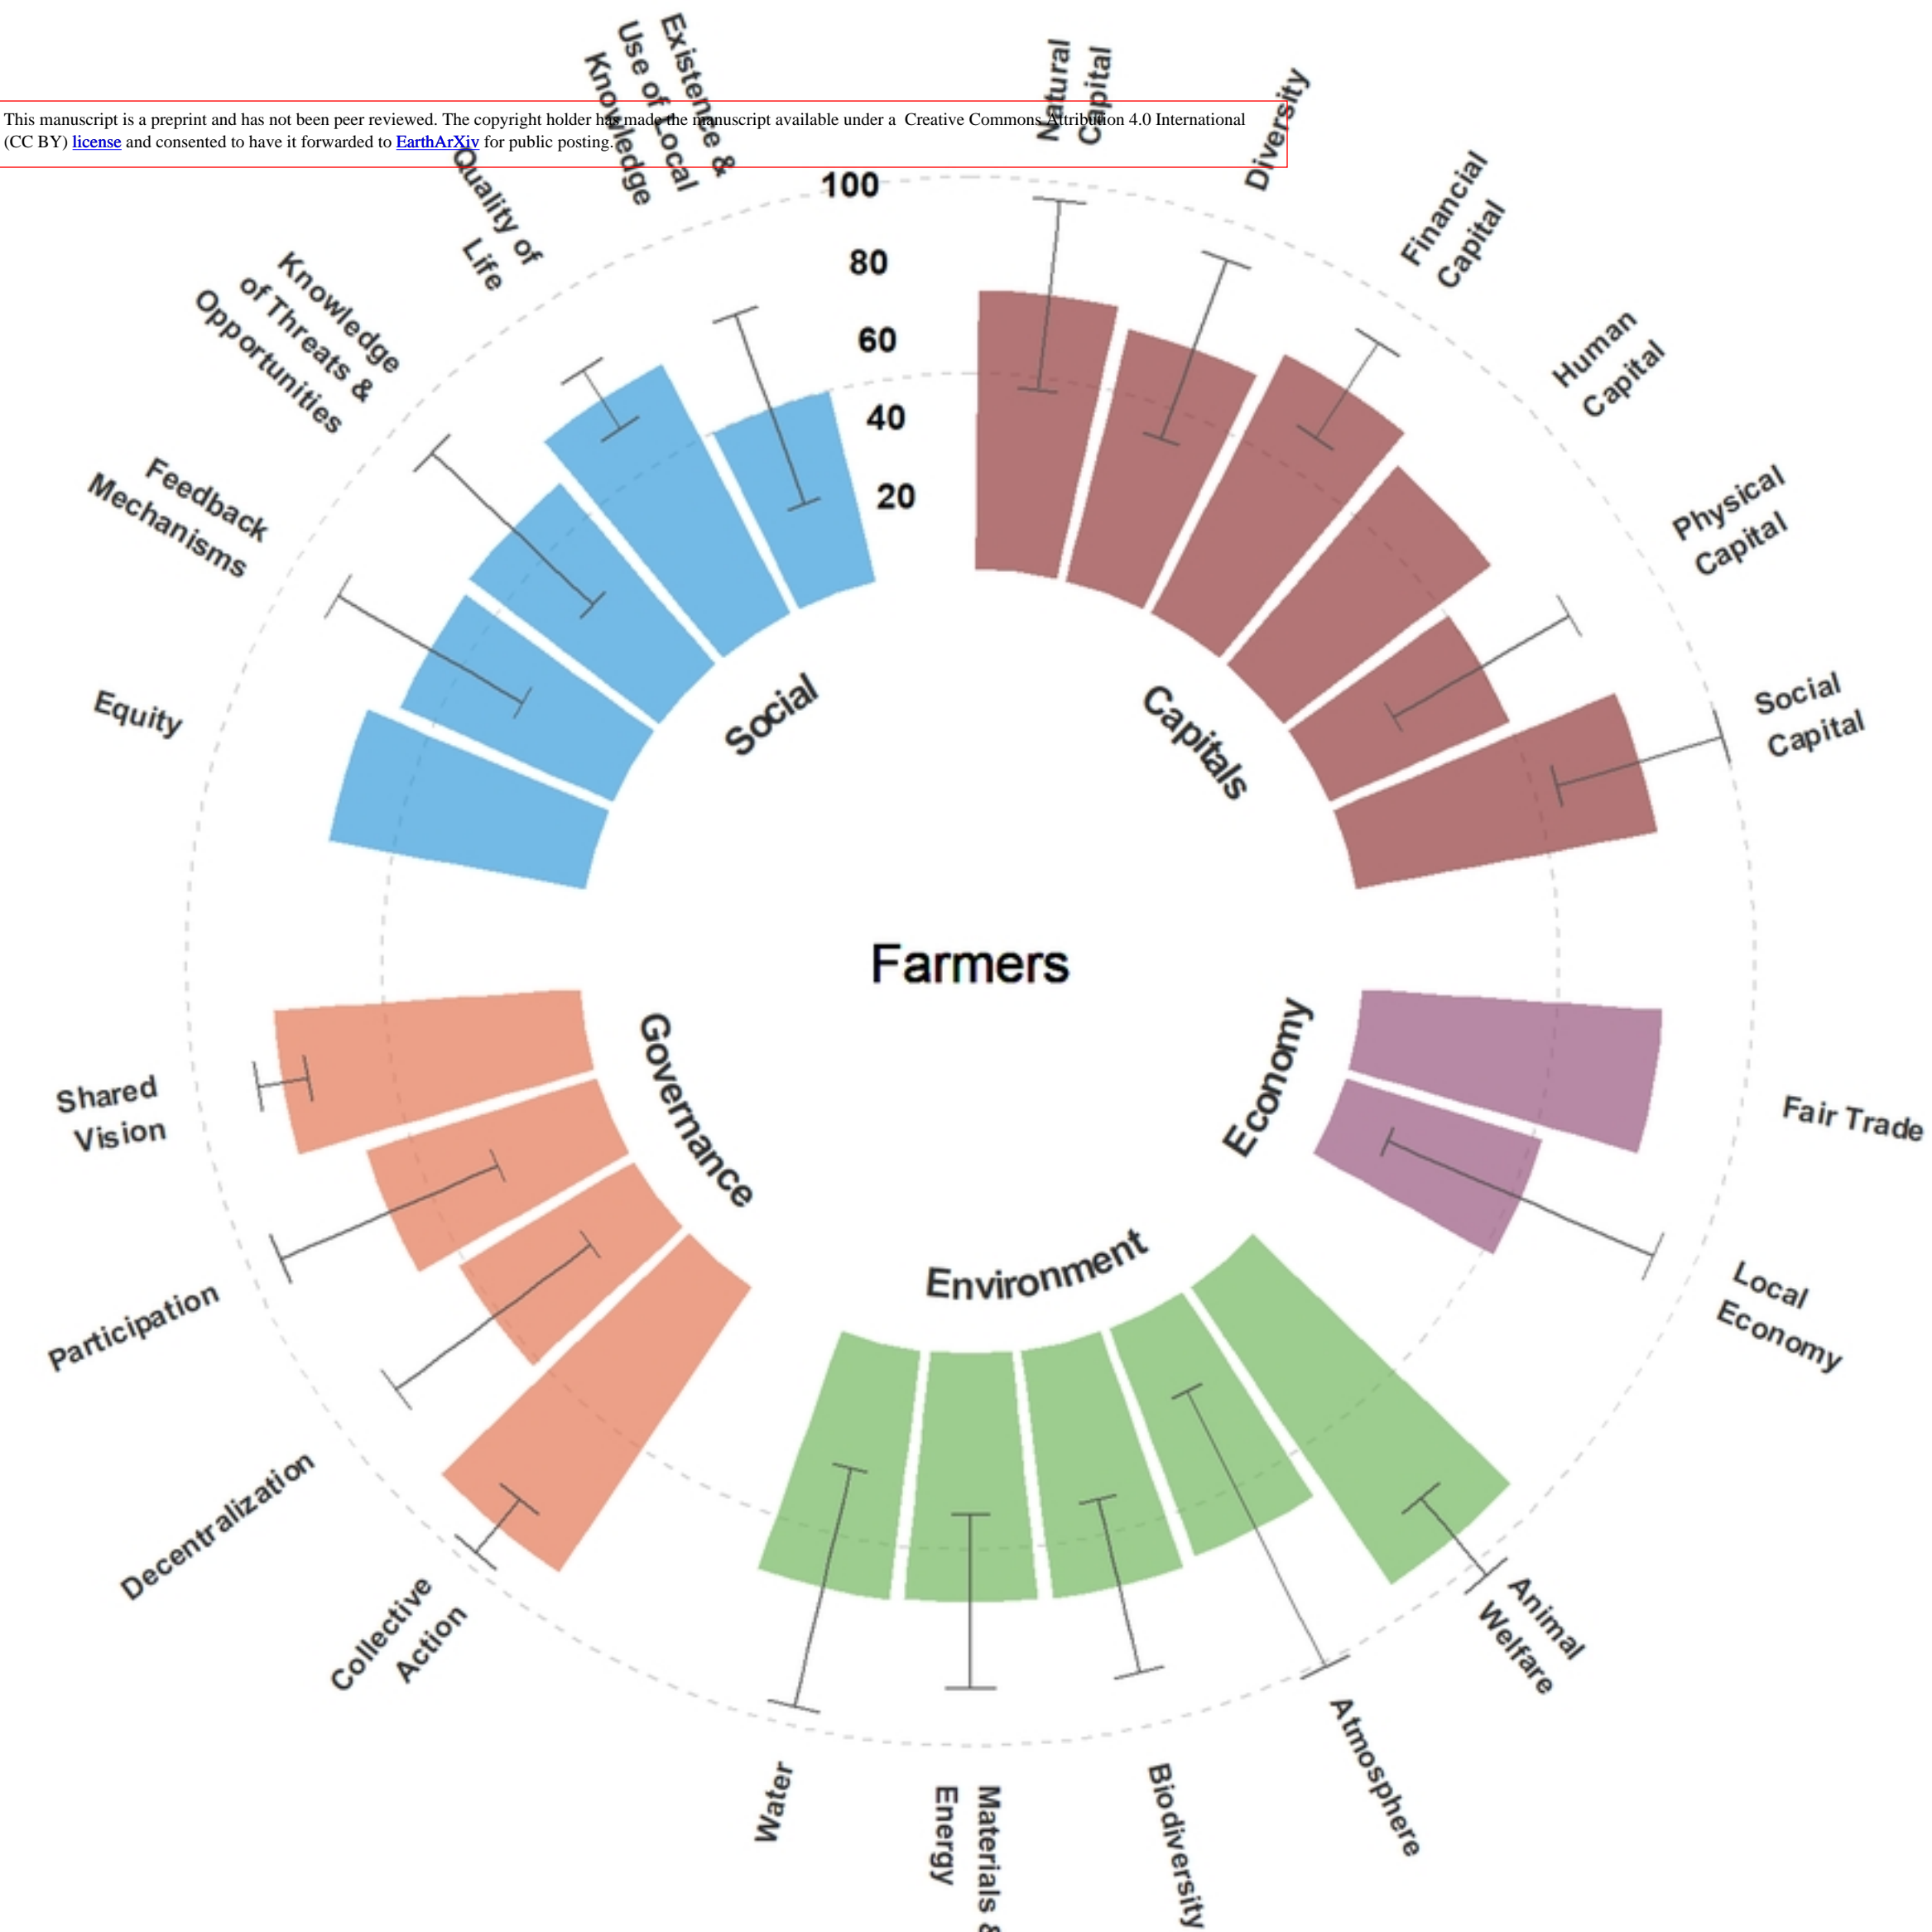 This manuscript is a preprint and has not been peer reviewed. The copyright holder has made the manuscript available under a Creative Commons Attribution 4.0 International
(CC BY) license and consented to have it forwarded to EarthArXiv for public posting.
Existence &
Use of Local
Knowledge
Natural
Capital
Diversity
Financial
Capital
Human
Capital
Physical
Capital
Social
Capital
Fair Trade
Local
Economy
Animal
Welfare
Atmosphere
Biodiversity
Materials &
Energy
Water
Collective
Action
Decentralization
Participation
Shared
Vision
Equity
Feedback
Mechanisms
Knowledge
of Threats &
Opportunities
Quality of
Life
100
80
60
40
20
Social
Capitals
Farmers
Governance
Economy
Environment